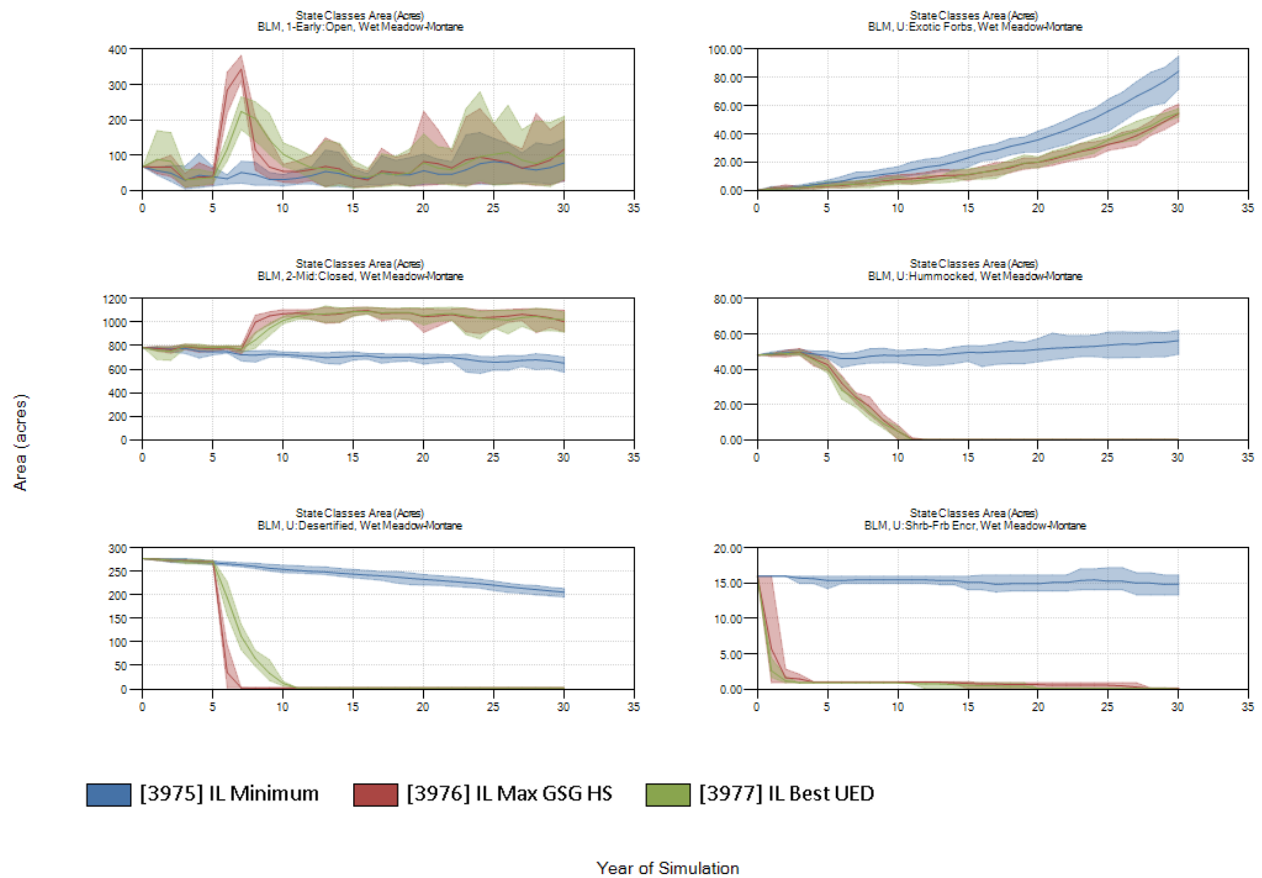 State Classes Area (Acres)
BLM, 1-Early:Open, Wet Meadow-Montane
400
300
200
100
0
0 5 10 15 20 25 30 35
State Classes Area (Acres)
BLM, U:Exotic Forbs, Wet Meadow-Montane
100.00
80.00
60.00
40.00
20.00
0.00
0 5 10 15 20 25 30 35
State Classes Area (Acres)
BLM, 2-Mid:Closed, Wet Meadow-Montane
1200
1000
800
600
400
200
0
0 5 10 15 20 25 30 35
State Classes Area (Acres)
BLM, U:Hummocked, Wet Meadow-Montane
80.00
60.00
40.00
20.00
0.00
0 5 10 15 20 25 30 35
Area (acres)
State Classes Area (Acres)
BLM, U:Desertified, Wet Meadow-Montane
300
250
200
150
100
50
0
0 5 10 15 20 25 30 35
State Classes Area (Acres)
BLM, U:Shrb-Frb Encr, Wet Meadow-Montane
20.00
15.00
10.00
5.00
0.00
0 5 10 15 20 25 30 35
[3975] IL Minimum [3976] IL Max GSG HS [3977] IL Best UED
Year of Simulation